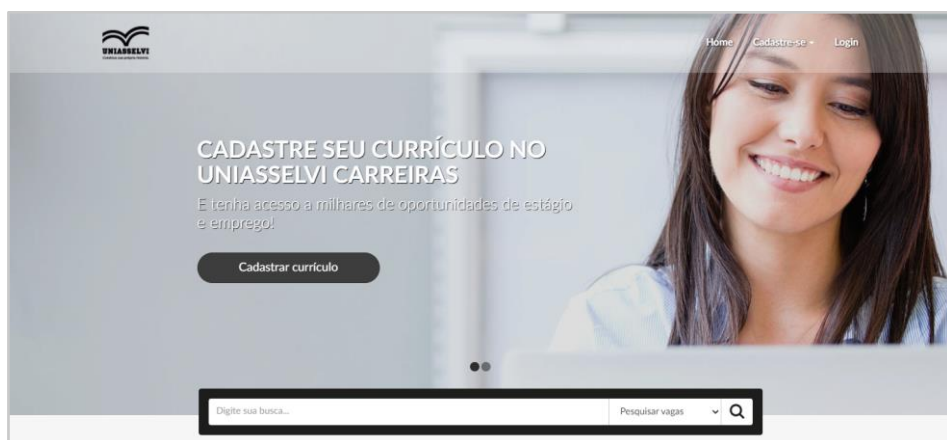 UNIASSELVI
Home Cadastre-se Login
CADASTRE SEU CURRÍCULO NO
UNIASSELVI CARREIRAS
E tenha acesso a milhares de oportunidades de estágio
e emprego!
Cadastrar currículo
Digite sua busca...
Pesquisar vagas